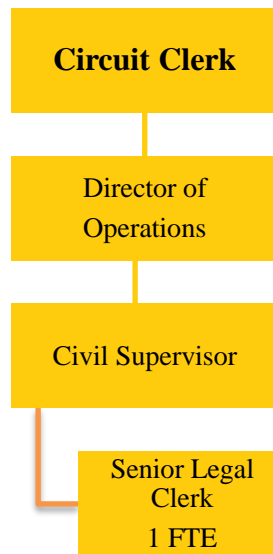 Circuit Clerk
Director of
Operations
Civil Supervisor
Senior Legal
Clerk
1 FTE